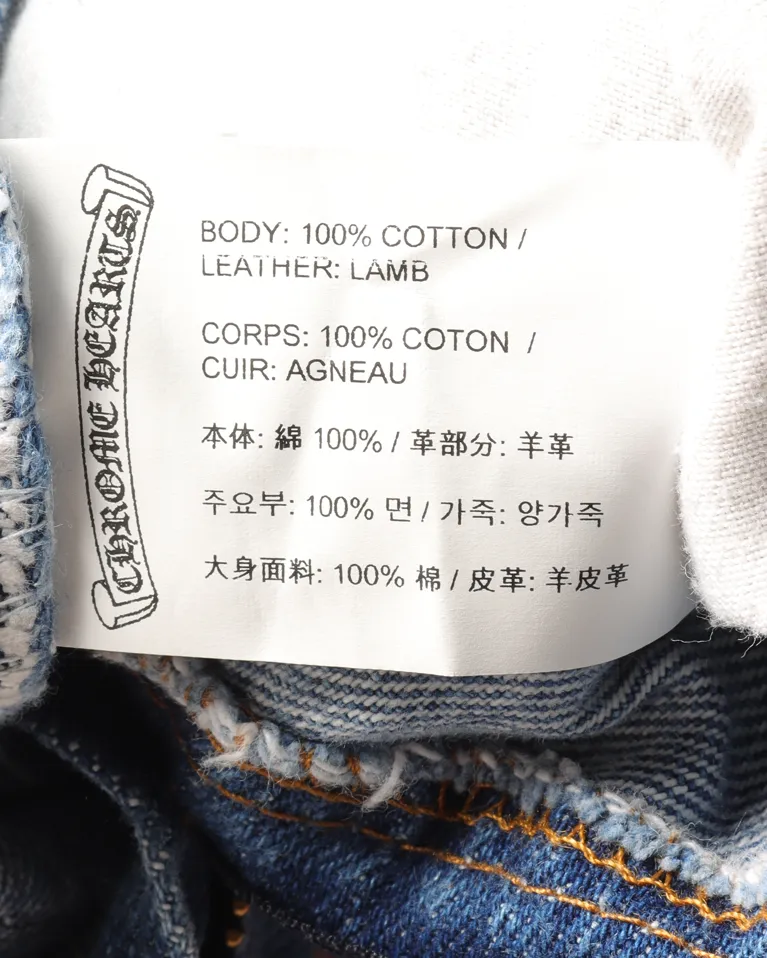 CHROME HEARTS
BODY: 100% COTTON /
LEATHER: LAMB
CORPS: 100% COTON /
CUIR: AGNEAU
本体: 綿 100% / 革部分: 羊革
주요부: 100% 면 / 가죽: 양가죽
大身面料: 100% 棉 / 皮革: 羊皮革